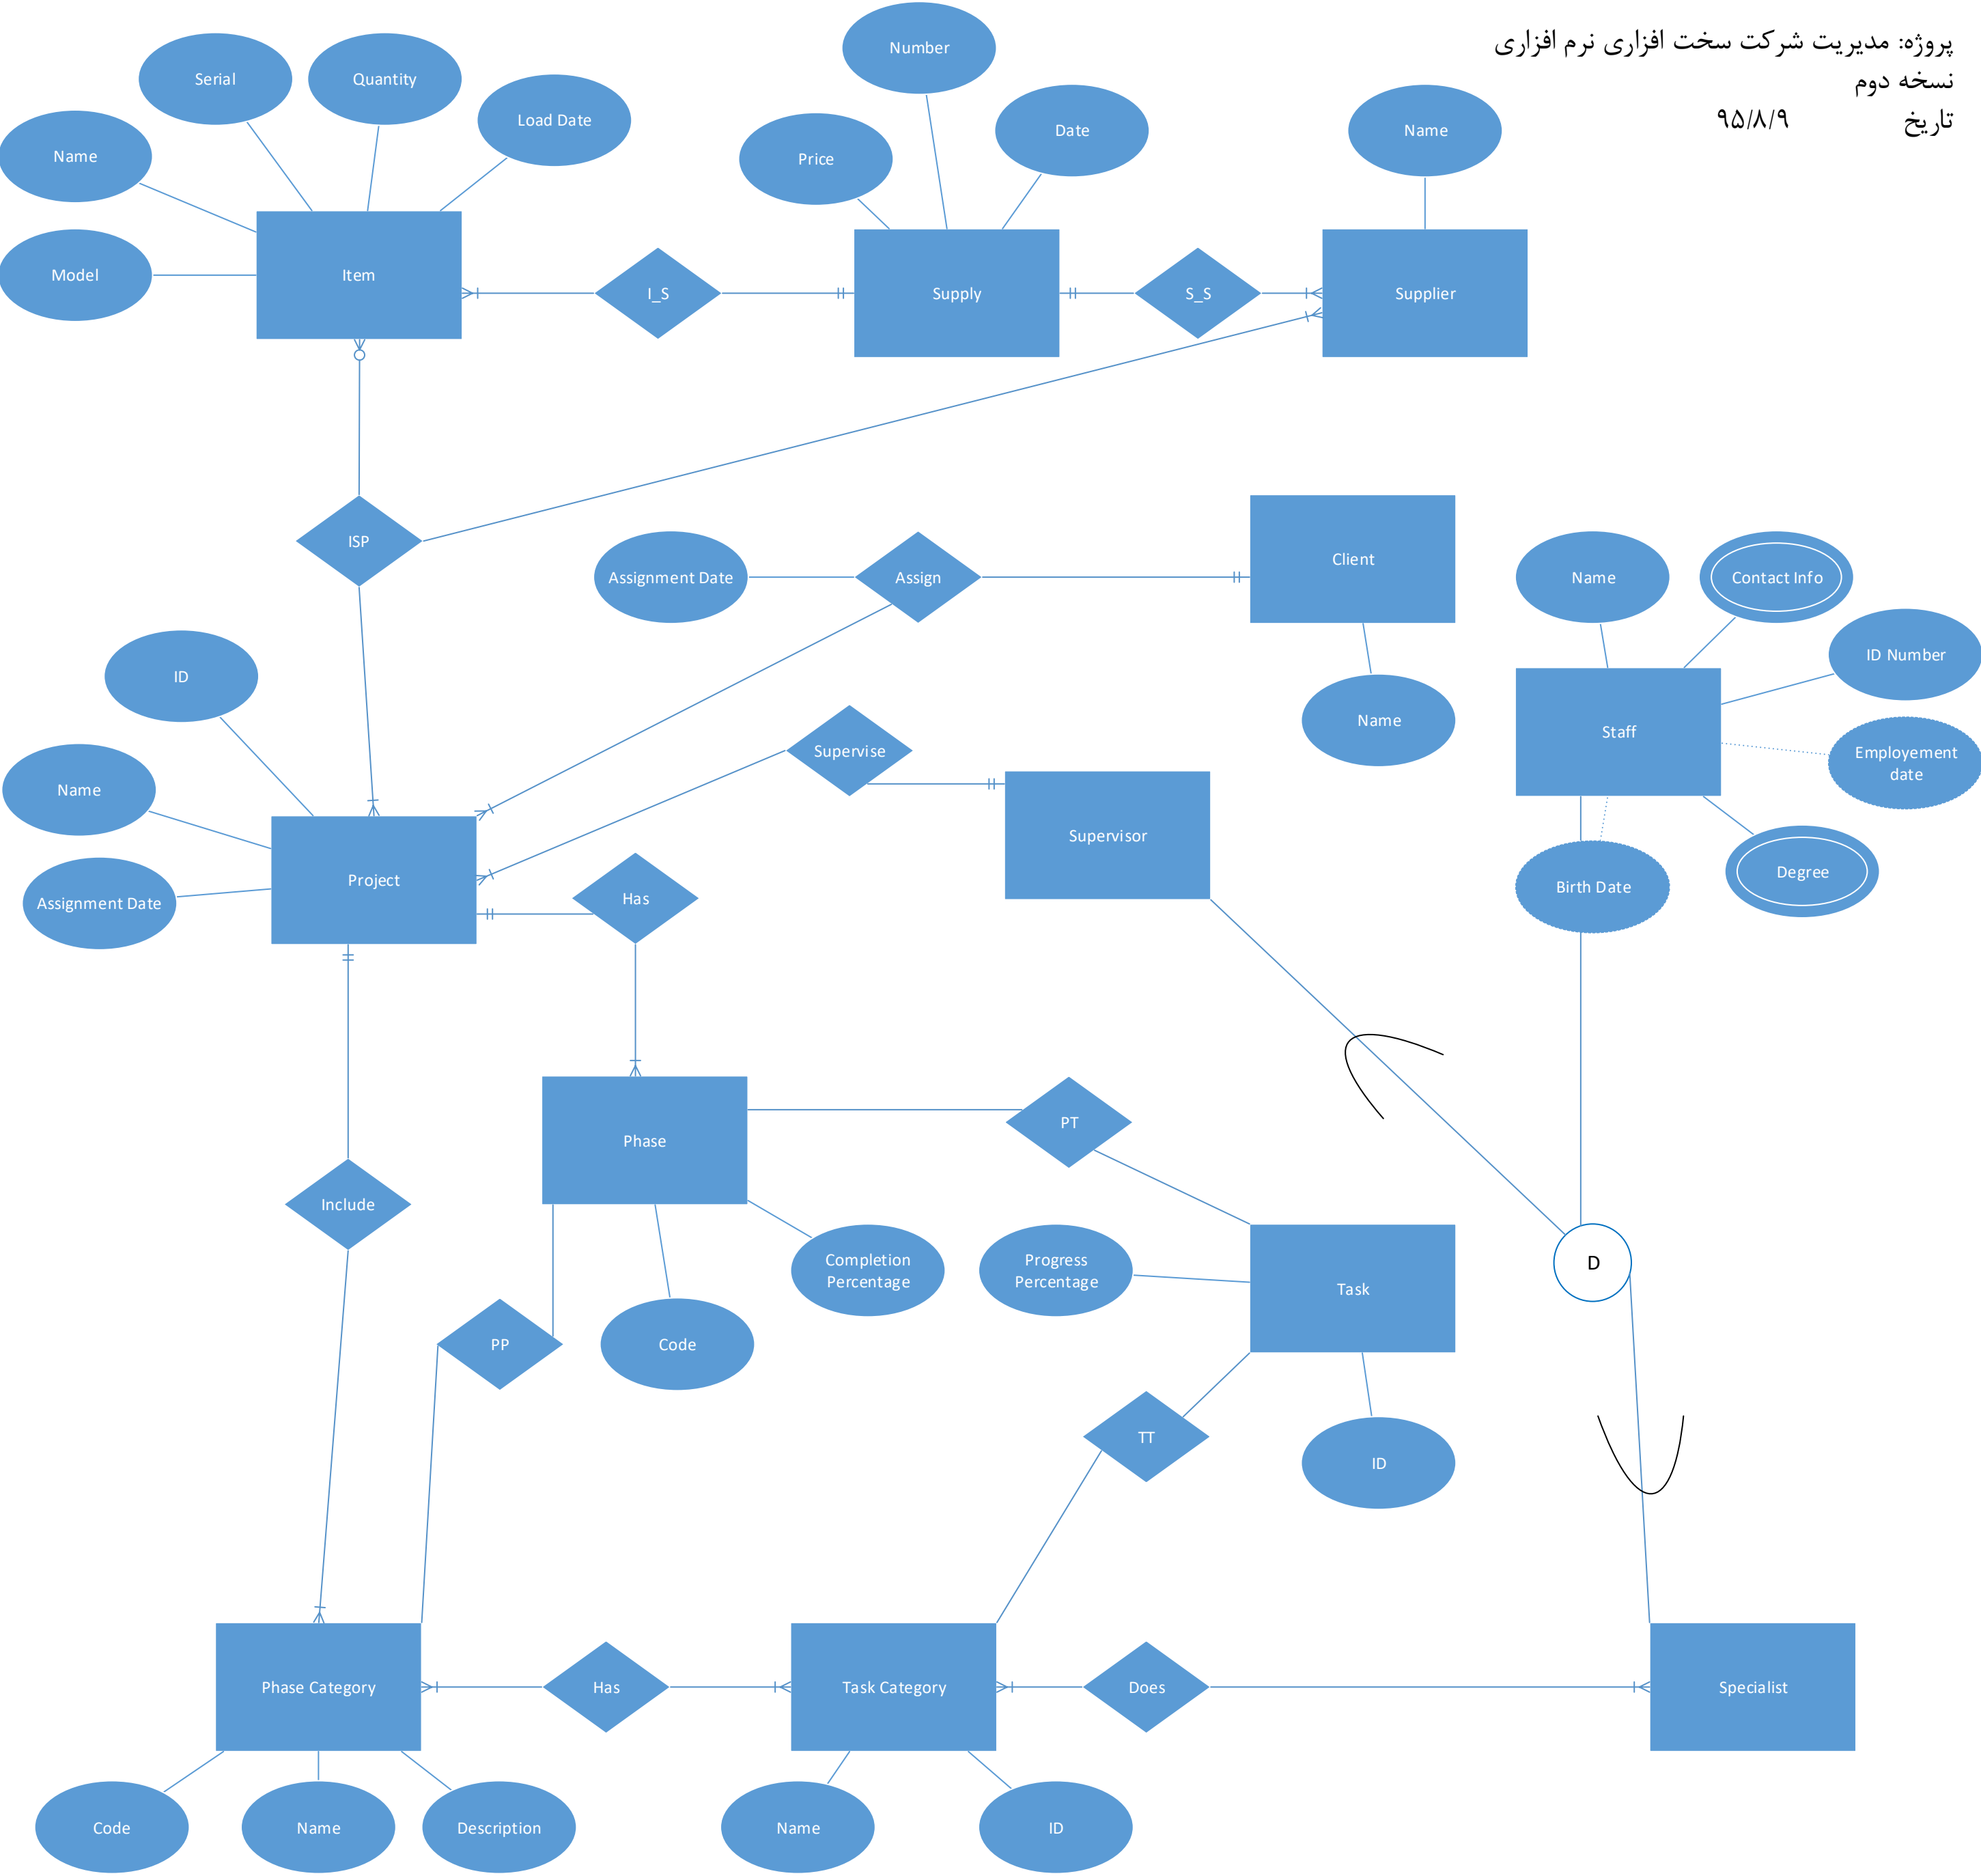 پروژه: مدیریت شرکت سخت افزاری نرم افزاری
نسخه دوم
تاریخ ۹۵/۸/۹
Number
Serial
Quantity
Load Date
Date
Name
Name
Price
Model
Item
I_S
Supply
S_S
Supplier
ISP
Client
Assignment Date
Assign
Name
Contact Info
ID Number
ID
Name
Staff
Supervise
Employement
date
Name
Supervisor
Project
Degree
Birth Date
Has
Assignment Date
PT
Phase
Include
Completion
Percentage
Progress
Percentage
D
Task
PP
Code
TT
ID
Phase Category
Has
Task Category
Does
Specialist
Code
Name
Description
Name
ID